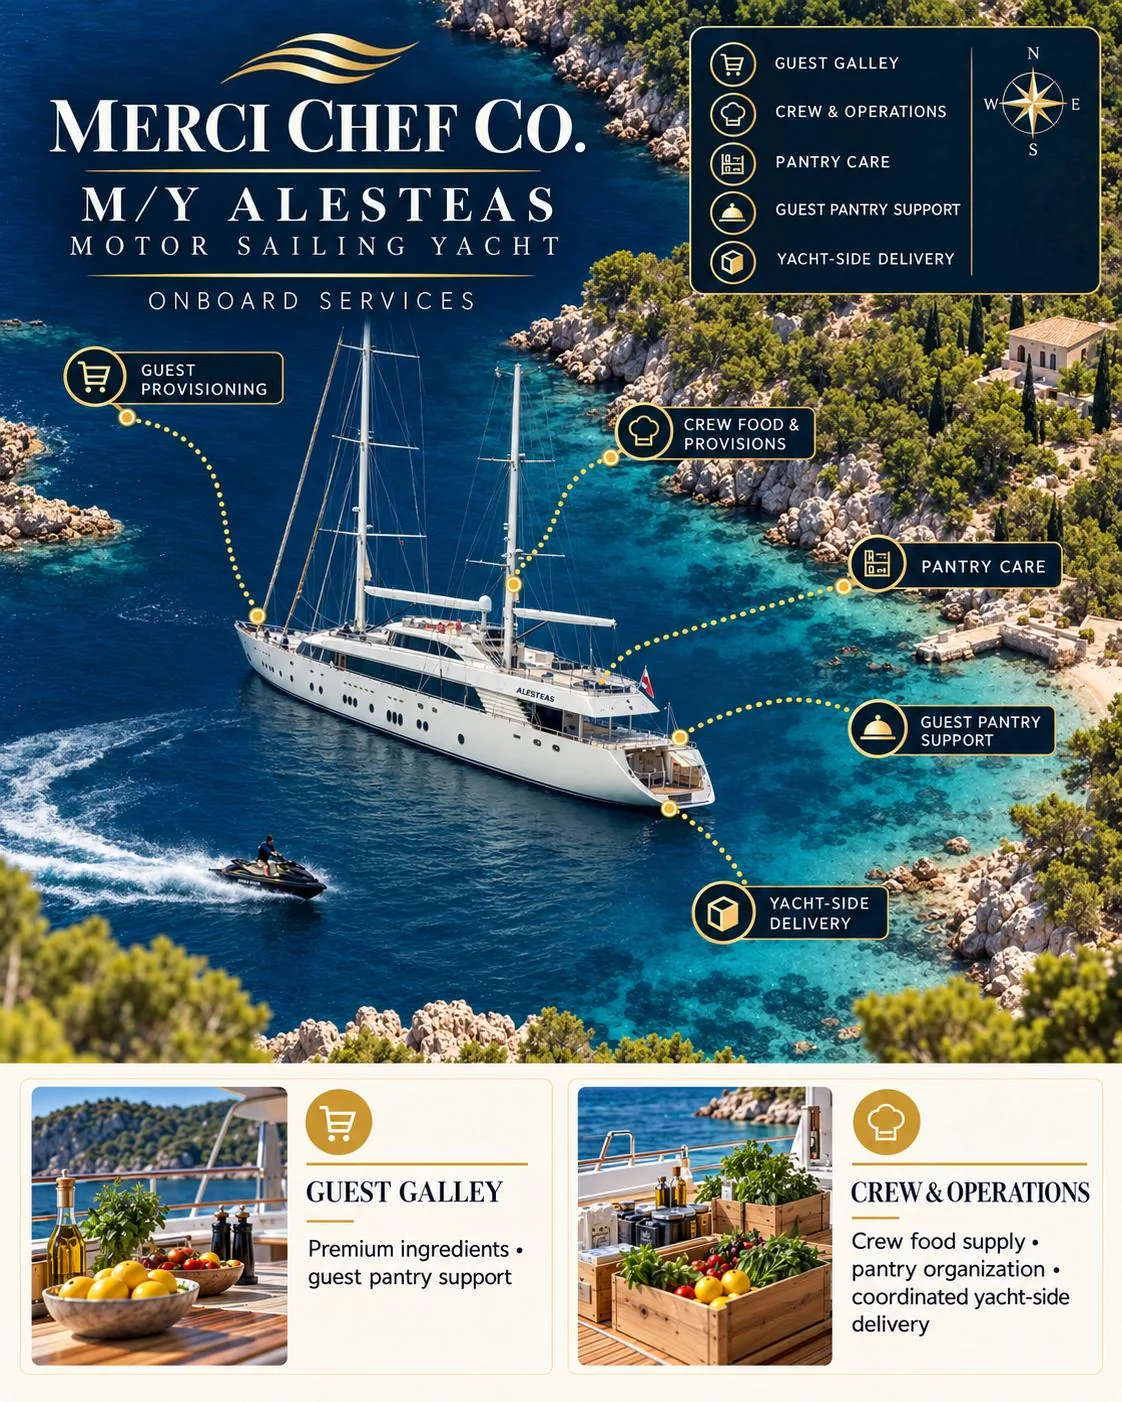 MERCI CHEF CO.
M/Y ALESTEAS
MOTOR SAILING YACHT
ONBOARD SERVICES
GUEST GALLEY
CREW & OPERATIONS
PANTRY CARE
GUEST PANTRY SUPPORT
YACHT-SIDE DELIVERY
N
W E
S
GUEST
PROVISIONING
CREW FOOD &
PROVISIONS
PANTRY CARE
ALESTEAS
GUEST PANTRY
SUPPORT
YACHT-SIDE
DELIVERY
GUEST GALLEY
Premium ingredients •
guest pantry support
CREW & OPERATIONS
Crew food supply •
pantry organization •
coordinated yacht-side
delivery